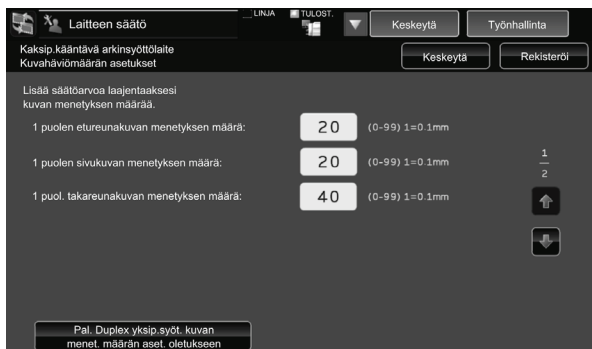 Laitteen säätö
LINJA
TULOST.
Keskeytä
Työnhallinta
Kaksip.kääntävä arkinsyöttölaite
Kuvahäviömäärän asetukset
Keskeytä
Rekisteröi
Lisää säätöarvoa laajentaaksesi
kuvan menetyksen määrää.
1 puolen etureunakuvan menetyksen määrä: 20 (0-99) 1=0.1mm
1 puolen sivukuvan menetyksen määrä: 20 (0-99) 1=0.1mm
1 puol. takareunakuvan menetyksen määrä: 40 (0-99) 1=0.1mm
1
2
Pal. Duplex yksip.syöt. kuvan
menet. määrän aset. oletukseen